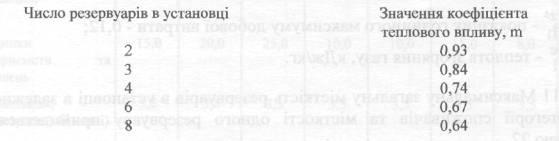 Число резервуарів в установці Значення коефіцієнта
теплового впливу, m
2 0,93
3 0,84
4 0,74
6 0,67
8 0,64